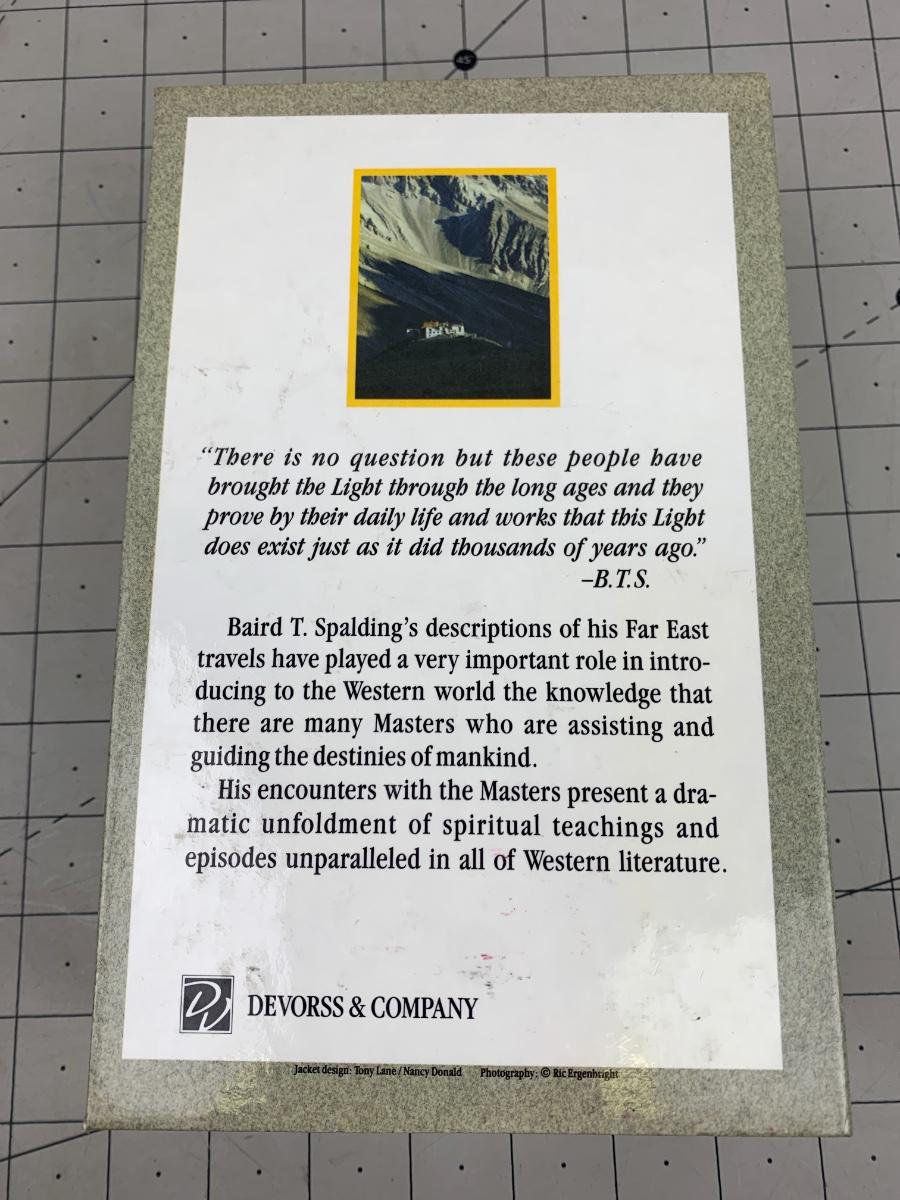 45°
“There is no question but these people have
brought the Light through the long ages and they
prove by their daily life and works that this Light
does exist just as it did thousands of years ago.”
–B.T.S.
Baird T. Spalding’s descriptions of his Far East
travels have played a very important role in intro-
ducing to the Western world the knowledge that
there are many Masters who are assisting and
guiding the destinies of mankind.
His encounters with the Masters present a dra-
matic unfoldment of spiritual teachings and
episodes unparalleled in all of Western literature.
DV DEVORSS & COMPANY
Jacket design: Tony Lane / Nancy Donald Photography: © Ric Ergenbright